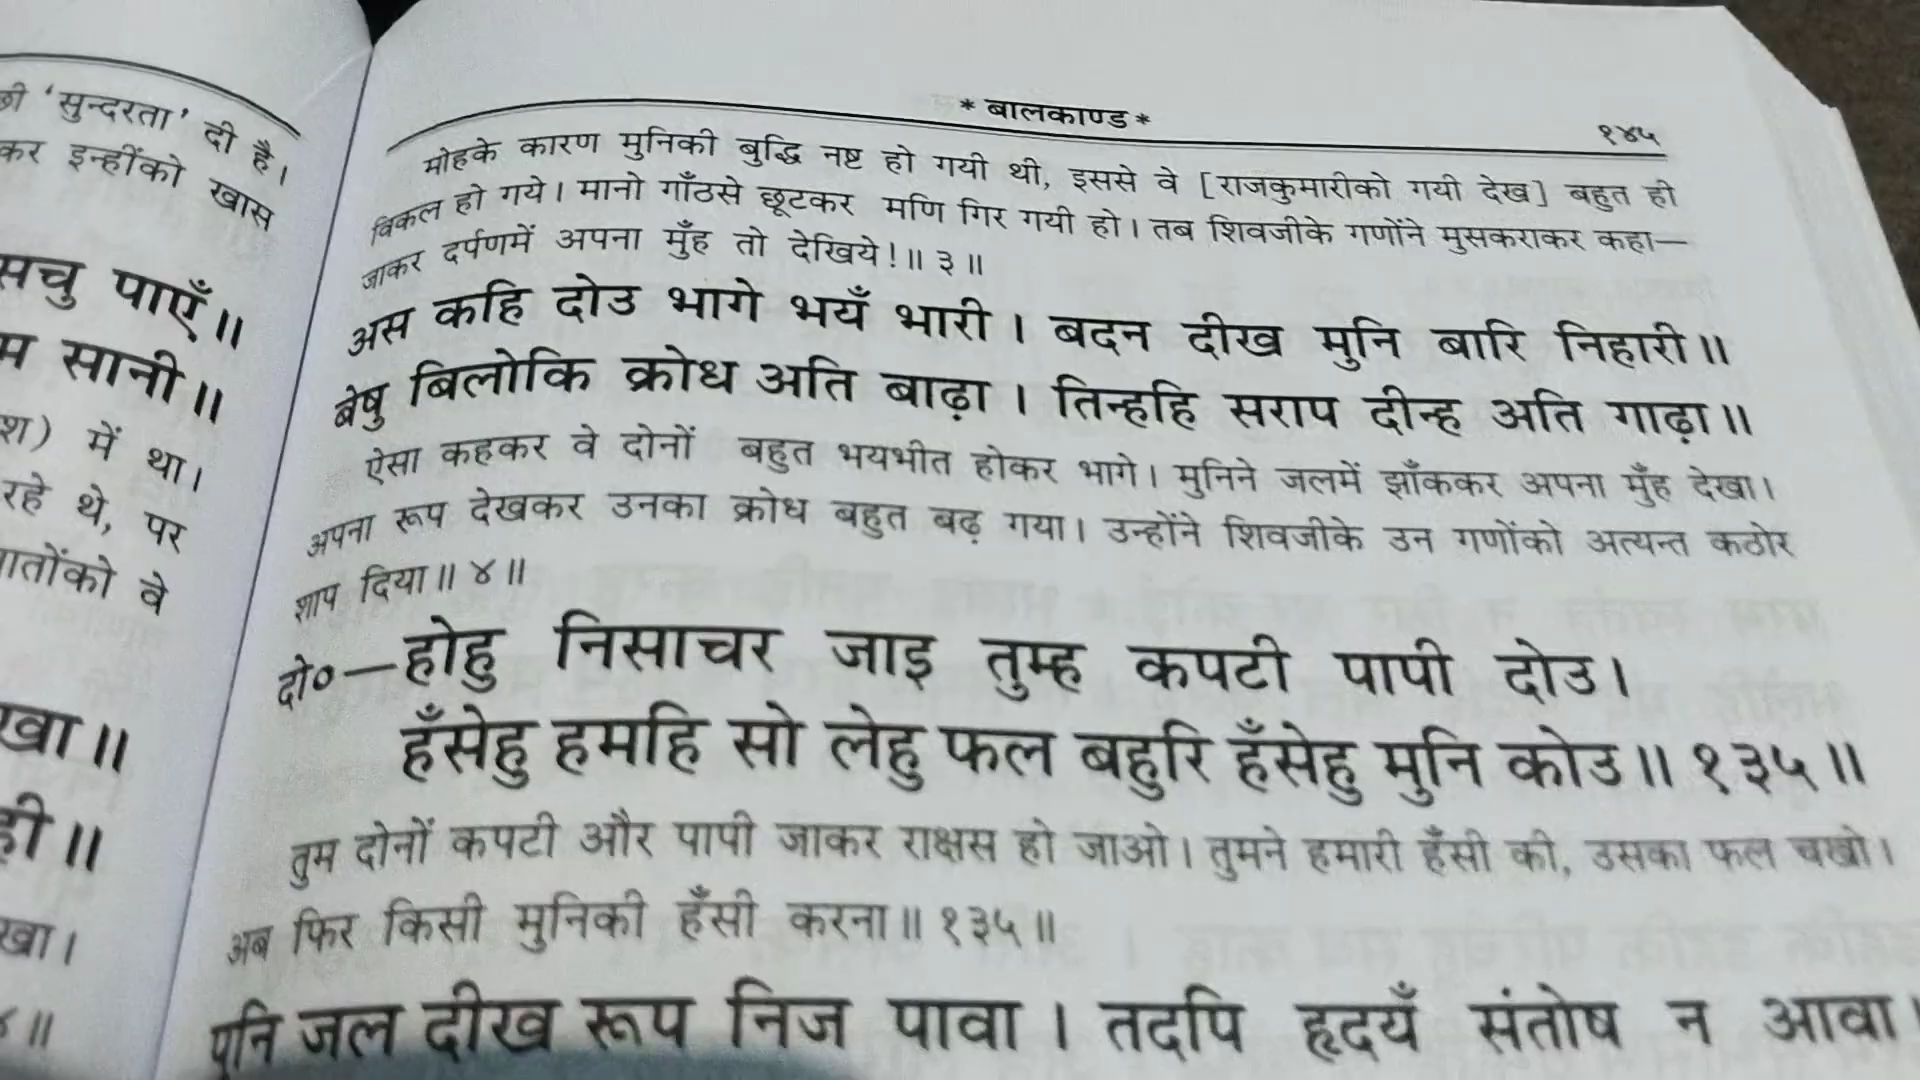 'सुन्दरता' दी है।
कर इन्हींको खास
सचु पाएँ॥
म सानी॥
में था।
रहे थे, पर
वे
खा॥
ही॥
खा।
* बालकाण्ड *
१४५
मोहके कारण मुनिकी बुद्धि नष्ट हो गयी थी, इससे वे [राजकुमारीको गयी देख] बहुत ही
विकल हो गये। मानो गाँठसे छूटकर मणि गिर गयी हो। तब शिवजीके गणोंने मुसकराकर कहा—
जाकर दर्पणमें अपना मुँह तो देखिये!॥ ३ ॥
अस कहि दोउ भागे भयँ भारी। बदन दीख मुनि बारि निहारी॥
बेषु बिलोकि क्रोध अति बाढ़ा। तिन्हहि सराप दीन्ह अति गाढ़ा॥
ऐसा कहकर वे दोनों बहुत भयभीत होकर भागे। मुनिने जलमें झाँककर अपना मुँह देखा।
अपना रूप देखकर उनका क्रोध बहुत बढ़ गया। उन्होंने शिवजीके उन गणोंको अत्यन्त कठोर
शाप दिया॥ ४॥
दो०—होहु निसाचर जाइ तुम्ह कपटी पापी दोउ।
हँसेहु हमहि सो लेहु फल बहुरि हँसेहु मुनि कोउ॥ १३५॥
तुम दोनों कपटी और पापी जाकर राक्षस हो जाओ। तुमने हमारी हँसी की, उसका फल चखो।
अब फिर किसी मुनिकी हँसी करना॥ १३५॥
पुनि जल दीख रूप निज पावा। तदपि हृदयँ संतोष न आवा।